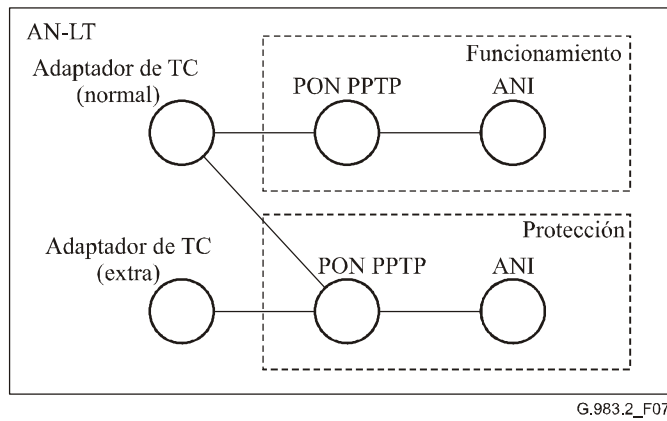 AN-LT
Funcionamiento
Adaptador de TC
(normal)
PON PPTP
ANI
Protección
Adaptador de TC
(extra)
PON PPTP
ANI
G.983.2_F07